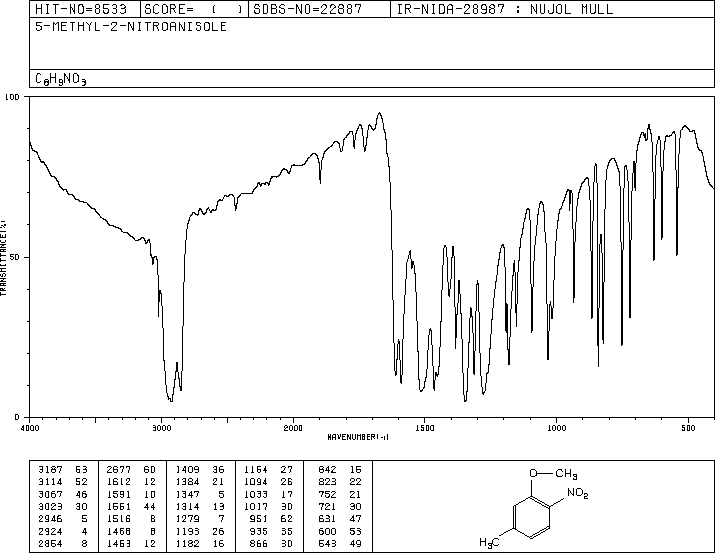 HIT-NO=8533 SCORE= ( ) SDBS-NO=22887 IR-NIDA-28987 : NUJOL MULL
5-METHYL-2-NITROANISOLE
C8H9NO3
100
50
0
TRANSMITTANCE(%)
4000 3000 2000 1500 1000 500
WAVENUMBER(-1)
3187 53 2677 60 1409 36 1154 27 842 15
3114 52 1612 12 1384 21 1094 26 823 22
3067 46 1591 10 1347 5 1033 17 752 21
3023 30 1551 44 1314 13 1017 30 721 30
2946 5 1516 8 1279 7 951 62 631 47
2924 4 1468 8 1193 26 935 35 600 53
2854 8 1453 12 1182 16 866 30 543 49
O CH3
NO2
H3C